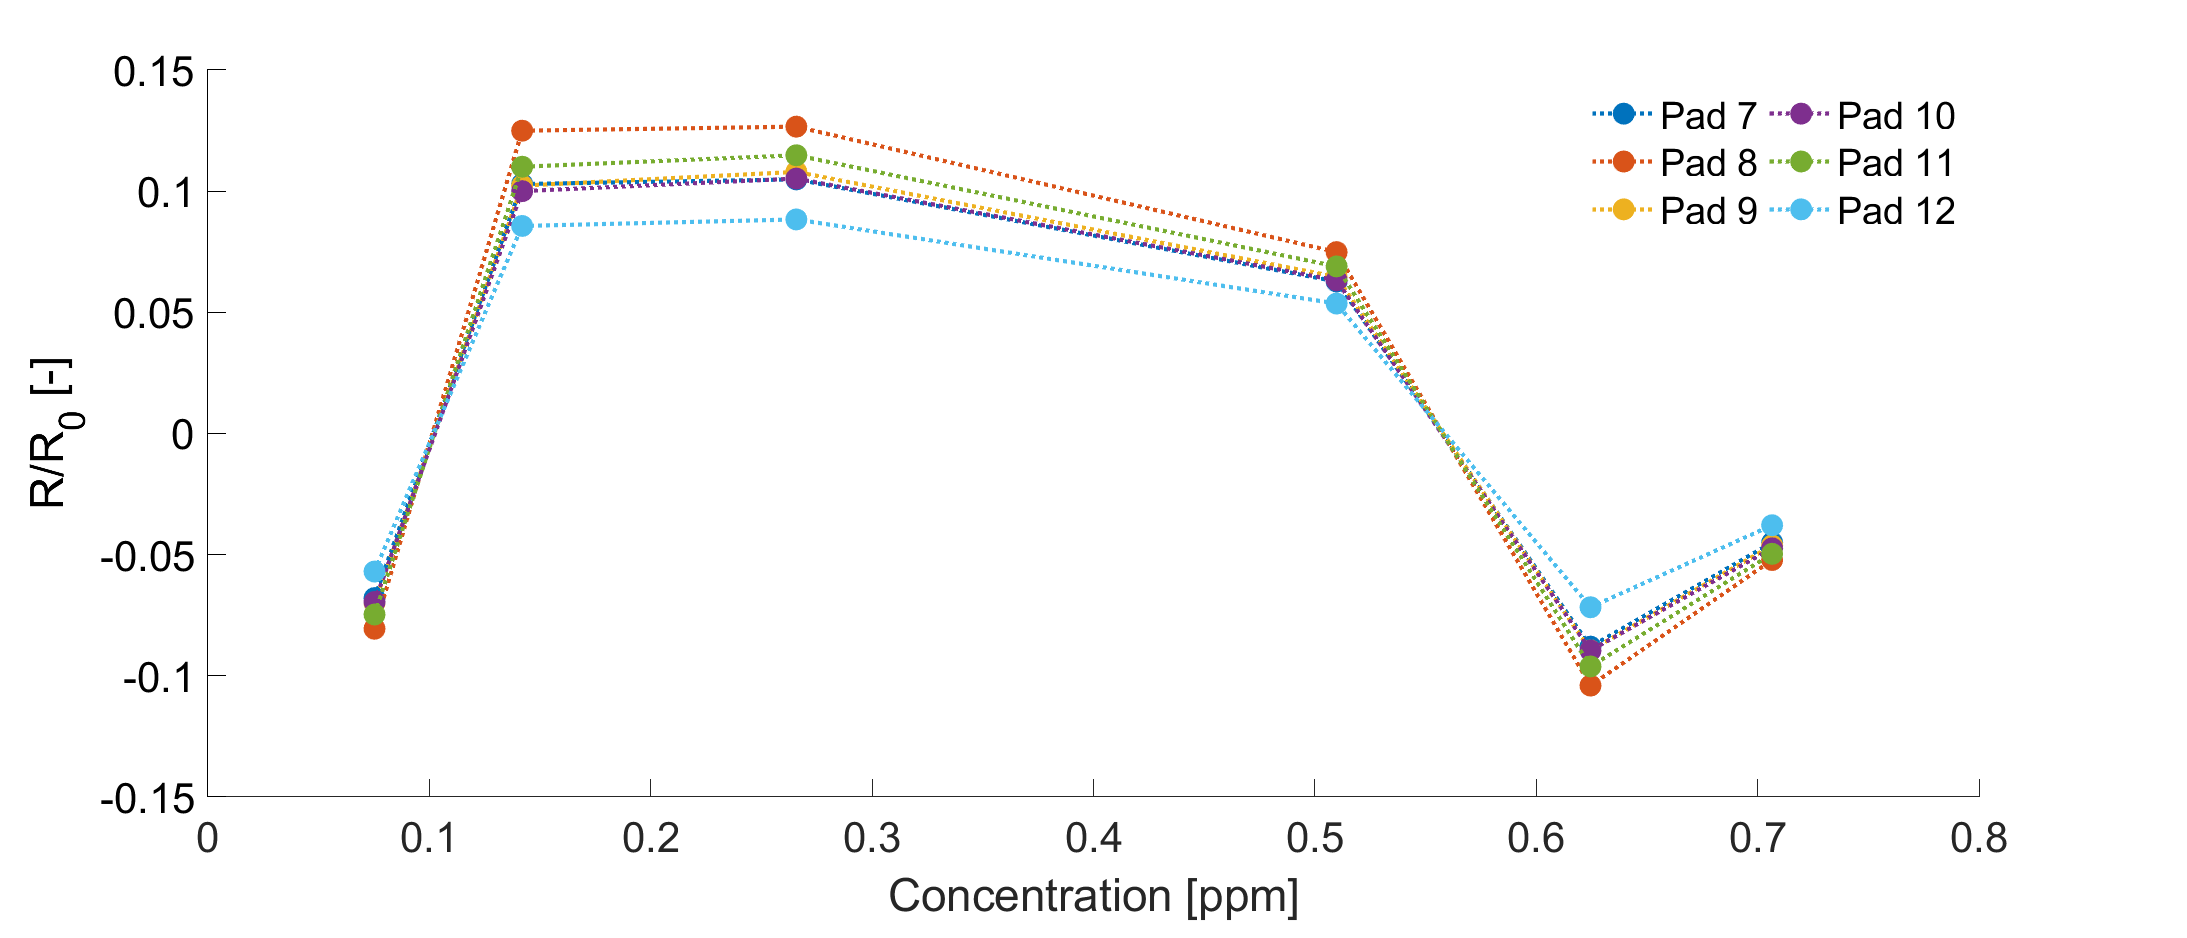 0.15
0.1
0.05
0
-0.05
-0.1
-0.15
R/R0 [-]
0 0.1 0.2 0.3 0.4 0.5 0.6 0.7 0.8
Concentration [ppm]
Pad 7 Pad 10
Pad 8 Pad 11
Pad 9 Pad 12